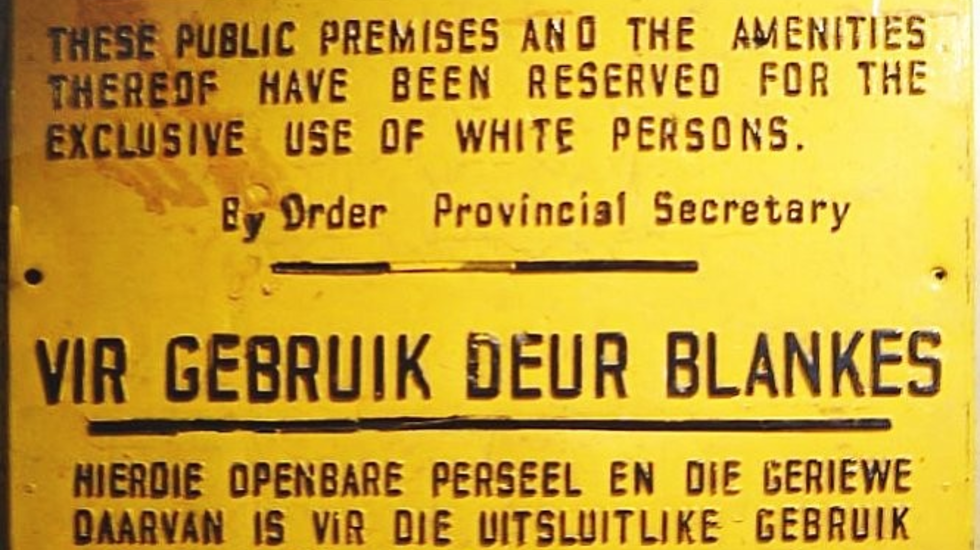 THESE PUBLIC PREMISES AND THE AMENITIES
THEREOF HAVE BEEN RESERVED FOR THE
EXCLUSIVE USE OF WHITE PERSONS.
By Order Provincial Secretary
VIR GEBRUIK DEUR BLANKES
HIERDIE OPENBARE PERSEEL EN DIE GERIEWE
DAARVAN IS VIR DIE UITSLUITLIKE GEBRUIK